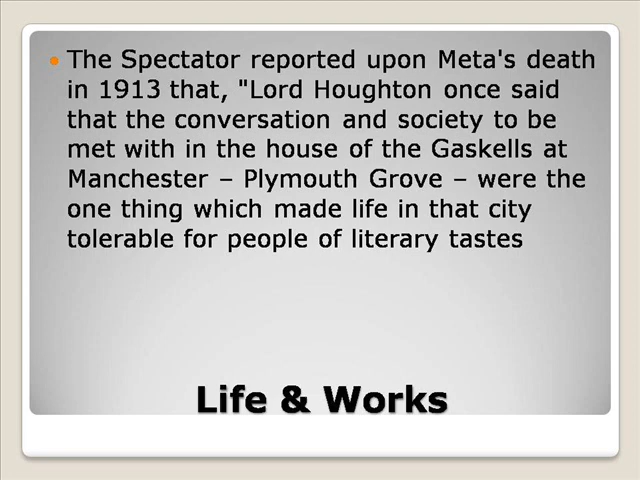 The Spectator reported upon Meta's death
in 1913 that, "Lord Houghton once said
that the conversation and society to be
met with in the house of the Gaskells at
Manchester – Plymouth Grove – were the
one thing which made life in that city
tolerable for people of literary tastes
Life & Works